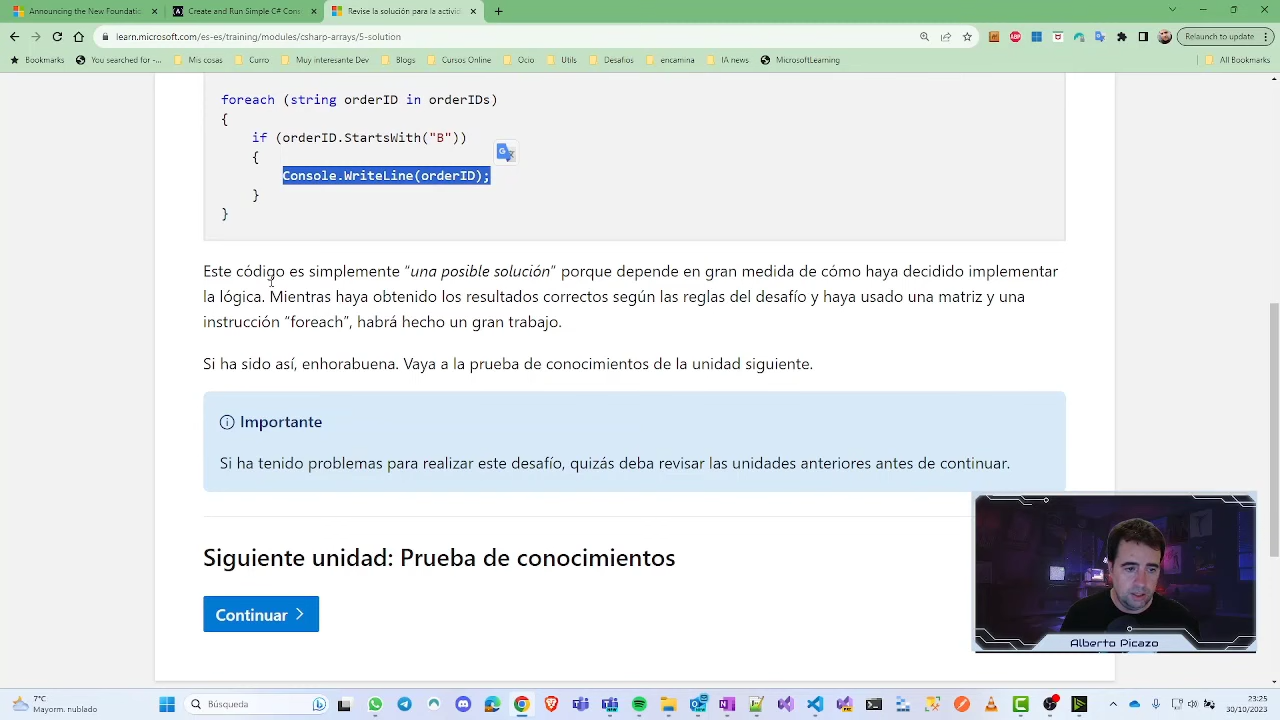 Announcing the New Foundatic
Create and Run Simple C# Cons
Revise la solución para la activid
learn.microsoft.com/es-es/training/modules/csharp-arrays/5-solution
Relaunch to update
Bookmarks
You searched for -...
Mis cosas
Curro
Muy interesante Dev
Blogs
Cursos Online
Ocio
Utils
Desafios
encamina
IA news
MicrosoftLearning
All Bookmarks
foreach (string orderID in orderIDs)
{
if (orderID.StartsWith("B"))
{
Console.WriteLine(orderID);
}
}
Este código es simplemente “una posible solución” porque depende en gran medida de cómo haya decidido implementar
la lógica. Mientras haya obtenido los resultados correctos según las reglas del desafío y haya usado una matriz y una
instrucción “foreach”, habrá hecho un gran trabajo.
Si ha sido así, enhorabuena. Vaya a la prueba de conocimientos de la unidad siguiente.
Importante
Si ha tenido problemas para realizar este desafío, quizás deba revisar las unidades anteriores antes de continuar.
Siguiente unidad: Prueba de conocimientos
Continuar
Alberto Picazo
7°C
Mayorm. nublado
Búsqueda
23:25
30/10/2023